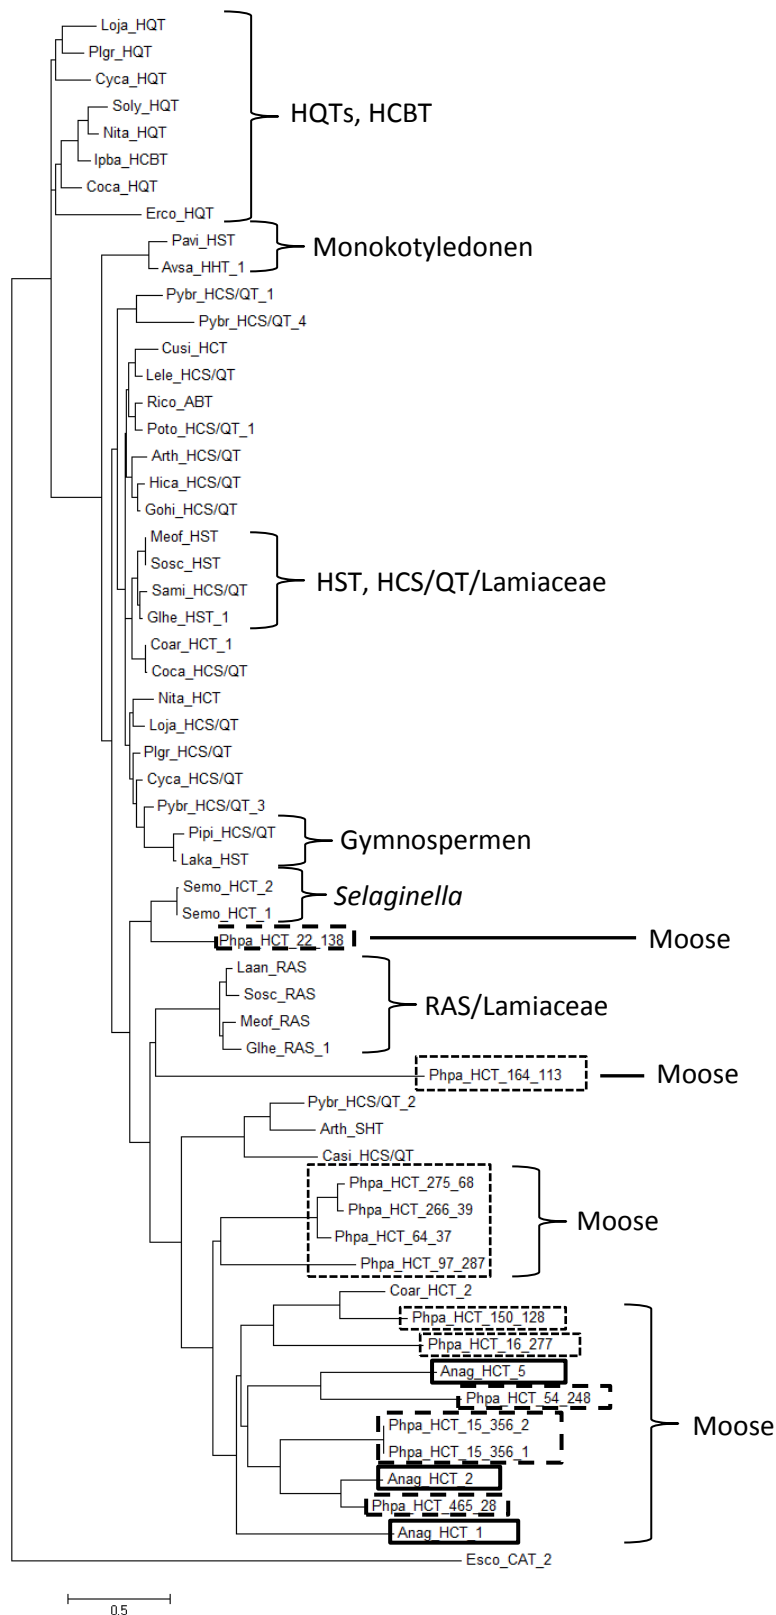 Loja_HQT
Plgr_HQT
Cyca_HQT
Soly_HQT
HQTs, HCBT
Nita_HQT
Ipba_HCBT
Coca_HQT
Erco_HQT
Pavi_HST
Monokotyledonen
Avsa_HHT_1
Pybr_HCS/QT_1
Pybr_HCS/QT_4
Cusi_HCT
Lele_HCS/QT
Rico_ABT
Poto_HCS/QT_1
Arth_HCS/QT
Hica_HCS/QT
Gohi_HCS/QT
Meof_HST
Sosc_HST
HST, HCS/QT/Lamiaceae
Sami_HCS/QT
Glhe_HST_1
Coar_HCT_1
Coca_HCS/QT
Nita_HCT
Loja_HCS/QT
Plgr_HCS/QT
Cyca_HCS/QT
Pybr_HCS/QT_3
Pipi_HCS/QT
Gymnospermen
Laka_HST
Semo_HCT_2
Selaginella
Semo_HCT_1
Phpa_HCT_22_138
Moose
Laan_RAS
Sosc_RAS
RAS/Lamiaceae
Meof_RAS
Glhe_RAS_1
Phpa_HCT_164_113
Moose
Pybr_HCS/QT_2
Arth_SHT
Casi_HCS/QT
Phpa_HCT_275_68
Phpa_HCT_266_39
Moose
Phpa_HCT_64_37
Phpa_HCT_97_287
Coar_HCT_2
Phpa_HCT_150_128
Phpa_HCT_16_277
Anag_HCT_5
Phpa_HCT_54_248
Phpa_HCT_15_356_2
Moose
Phpa_HCT_15_356_1
Anag_HCT_2
Phpa_HCT_465_28
Anag_HCT_1
Esco_CAT_2
0.5